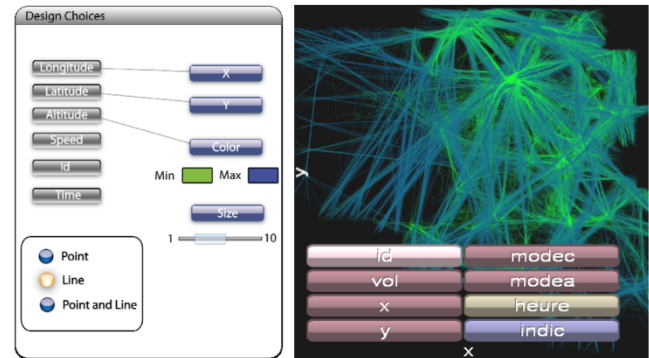 Design Choices
Longitude
X
Latitude
Y
Altitude
Speed
Color
Id
Min Max
Time
Size
1 10
Point
Line
Point and Line
y
id modec
vol modea
x heure
y indic
x